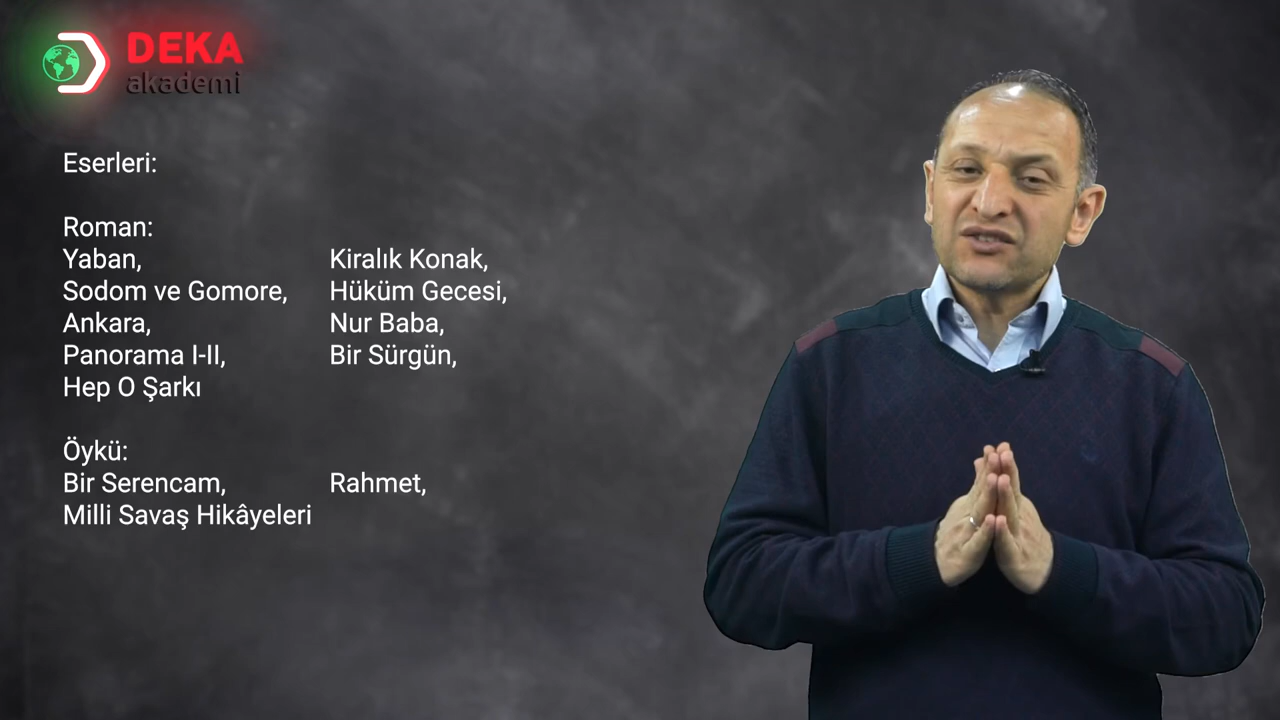 DEKA
akademi
Eserleri:
Roman:
Yaban, Kiralık Konak,
Sodom ve Gomore, Hüküm Gecesi,
Ankara, Nur Baba,
Panorama I-II, Bir Sürgün,
Hep O Şarkı
Öykü:
Bir Serencam, Rahmet,
Milli Savaş Hikâyeleri